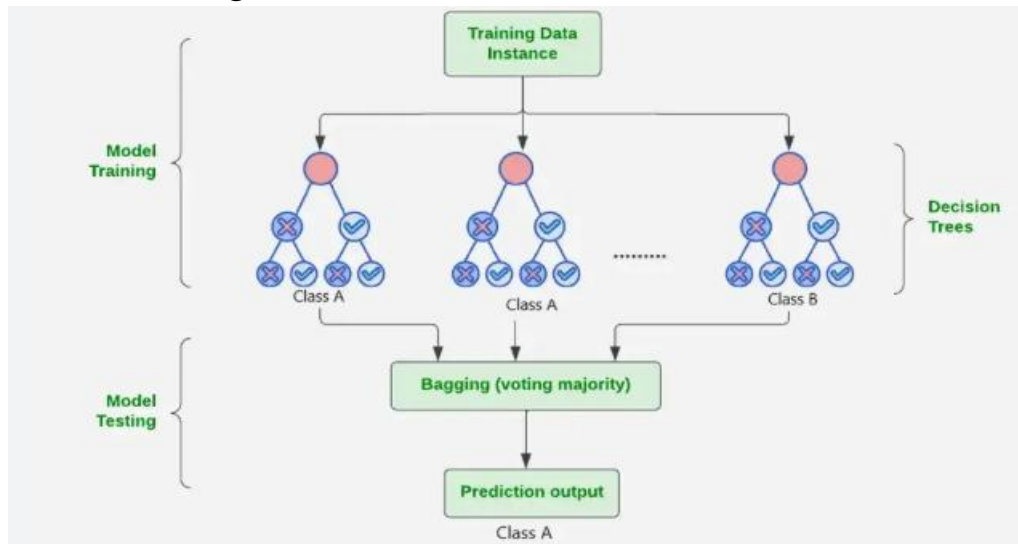 Training Data
Instance
Model
Training
Decision
Trees
.........
Class A
Class A
Class B
Bagging (voting majority)
Model
Testing
Prediction output
Class A